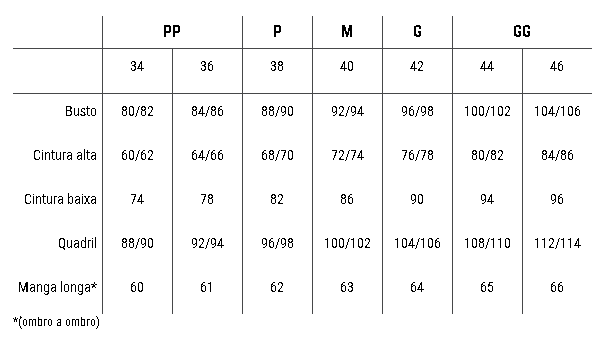 PP P M G GG
34 36 38 40 42 44 46
Busto 80/82 84/86 88/90 92/94 96/98 100/102 104/106
Cintura alta 60/62 64/66 68/70 72/74 76/78 80/82 84/86
Cintura baixa 74 78 82 86 90 94 96
Quadril 88/90 92/94 96/98 100/102 104/106 108/110 112/114
Manga longa* 60 61 62 63 64 65 66
*(ombro a ombro)